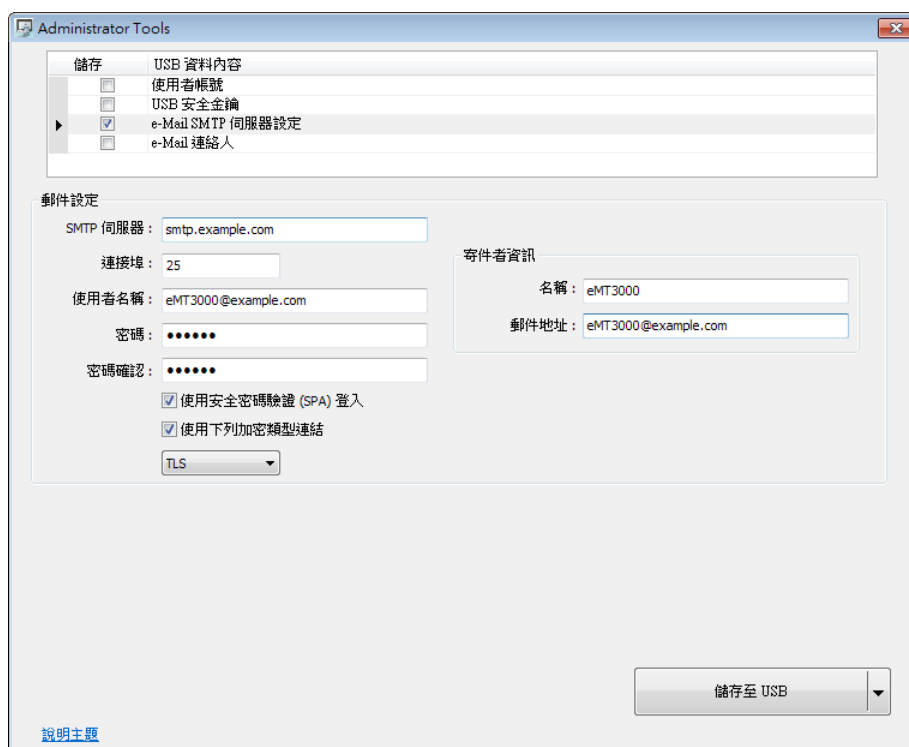 Administrator Tools
儲存 USB 資料內容
使用者帳號
USB 安全金鑰
e-Mail SMTP 伺服器設定
e-Mail 連絡人
郵件設定
SMTP 伺服器： smtp.example.com
連接埠： 25
使用者名稱： eMT3000@example.com
密碼： ••••••
密碼確認： ••••••
使用安全密碼驗證 (SPA) 登入
使用下列加密類型連結
TLS
寄件者資訊
名稱： eMT3000
郵件地址： eMT3000@example.com
儲存至 USB
說明主題